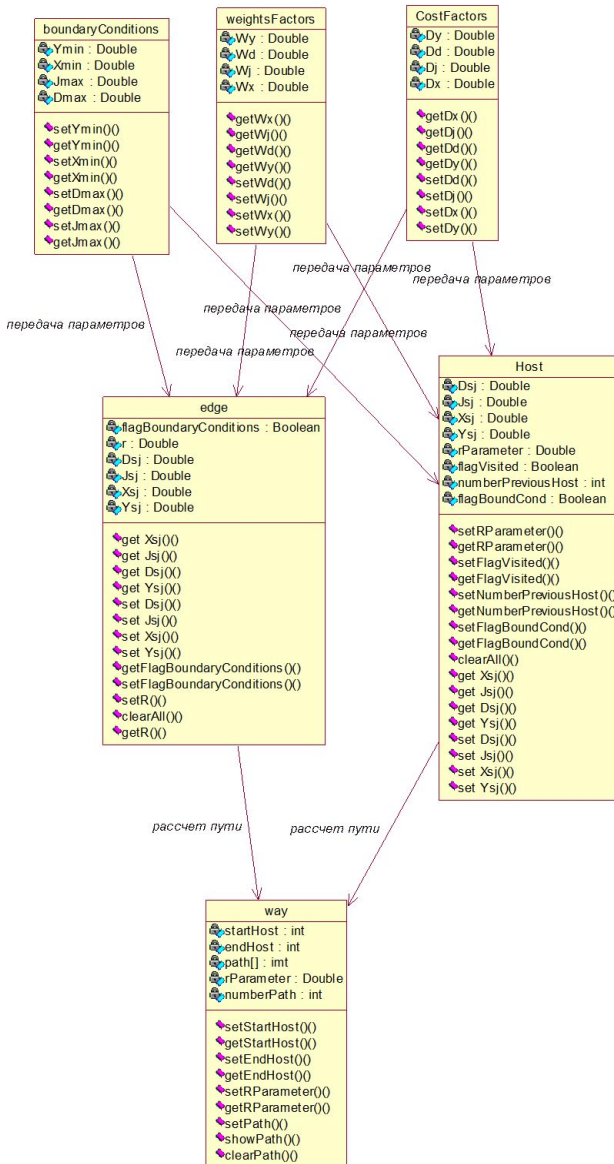 boundaryConditions
Ymin : Double
Xmin : Double
Jmax : Double
Dmax : Double
setYmin()()
getYmin()()
setXmin()()
getXmin()()
setDmax()()
getDmax()()
setJmax()()
getJmax()()
weightsFactors
Wy : Double
Wd : Double
Wj : Double
Wx : Double
getWx()()
getWj()()
getWd()()
getWy()()
setWd()()
setWj()()
setWx()()
setWy()()
CostFactors
Dy : Double
Dd : Double
Dj : Double
Dx : Double
getDx()()
getDj()()
getDd()()
getDy()()
setDd()()
setDj()()
setDx()()
setDy()()
передача параметров
передача параметров
передача параметров
передача параметров
передача параметров
передача параметров
edge
flagBoundaryConditions : Boolean
r : Double
Dsj : Double
Jsj : Double
Xsj : Double
Ysj : Double
get Xsj()()
get Jsj()()
get Dsj()()
get Ysj()()
set Dsj()()
set Jsj()()
set Xsj()()
set Ysj()()
getFlagBoundaryConditions()()
setFlagBoundaryConditions()()
setR()()
clearAll()()
getR()()
Host
Dsj : Double
Jsj : Double
Xsj : Double
Ysj : Double
rParameter : Double
flagVisited : Boolean
numberPreviousHost : int
flagBoundCond : Boolean
setRParameter()()
getRParameter()()
setFlagVisited()()
getFlagVisited()()
setNumberPreviousHost()()
getNumberPreviousHost()()
setFlagBoundCond()()
getFlagBoundCond()()
clearAll()()
get Xsj()()
get Jsj()()
get Dsj()()
get Ysj()()
set Dsj()()
set Jsj()()
set Xsj()()
set Ysj()()
рассчет пути
рассчет пути
way
startHost : int
endHost : int
path[] : imt
rParameter : Double
numberPath : int
setStartHost()()
getStartHost()()
setEndHost()()
getEndHost()()
setRParameter()()
getRParameter()()
setPath()()
showPath()()
clearPath()()